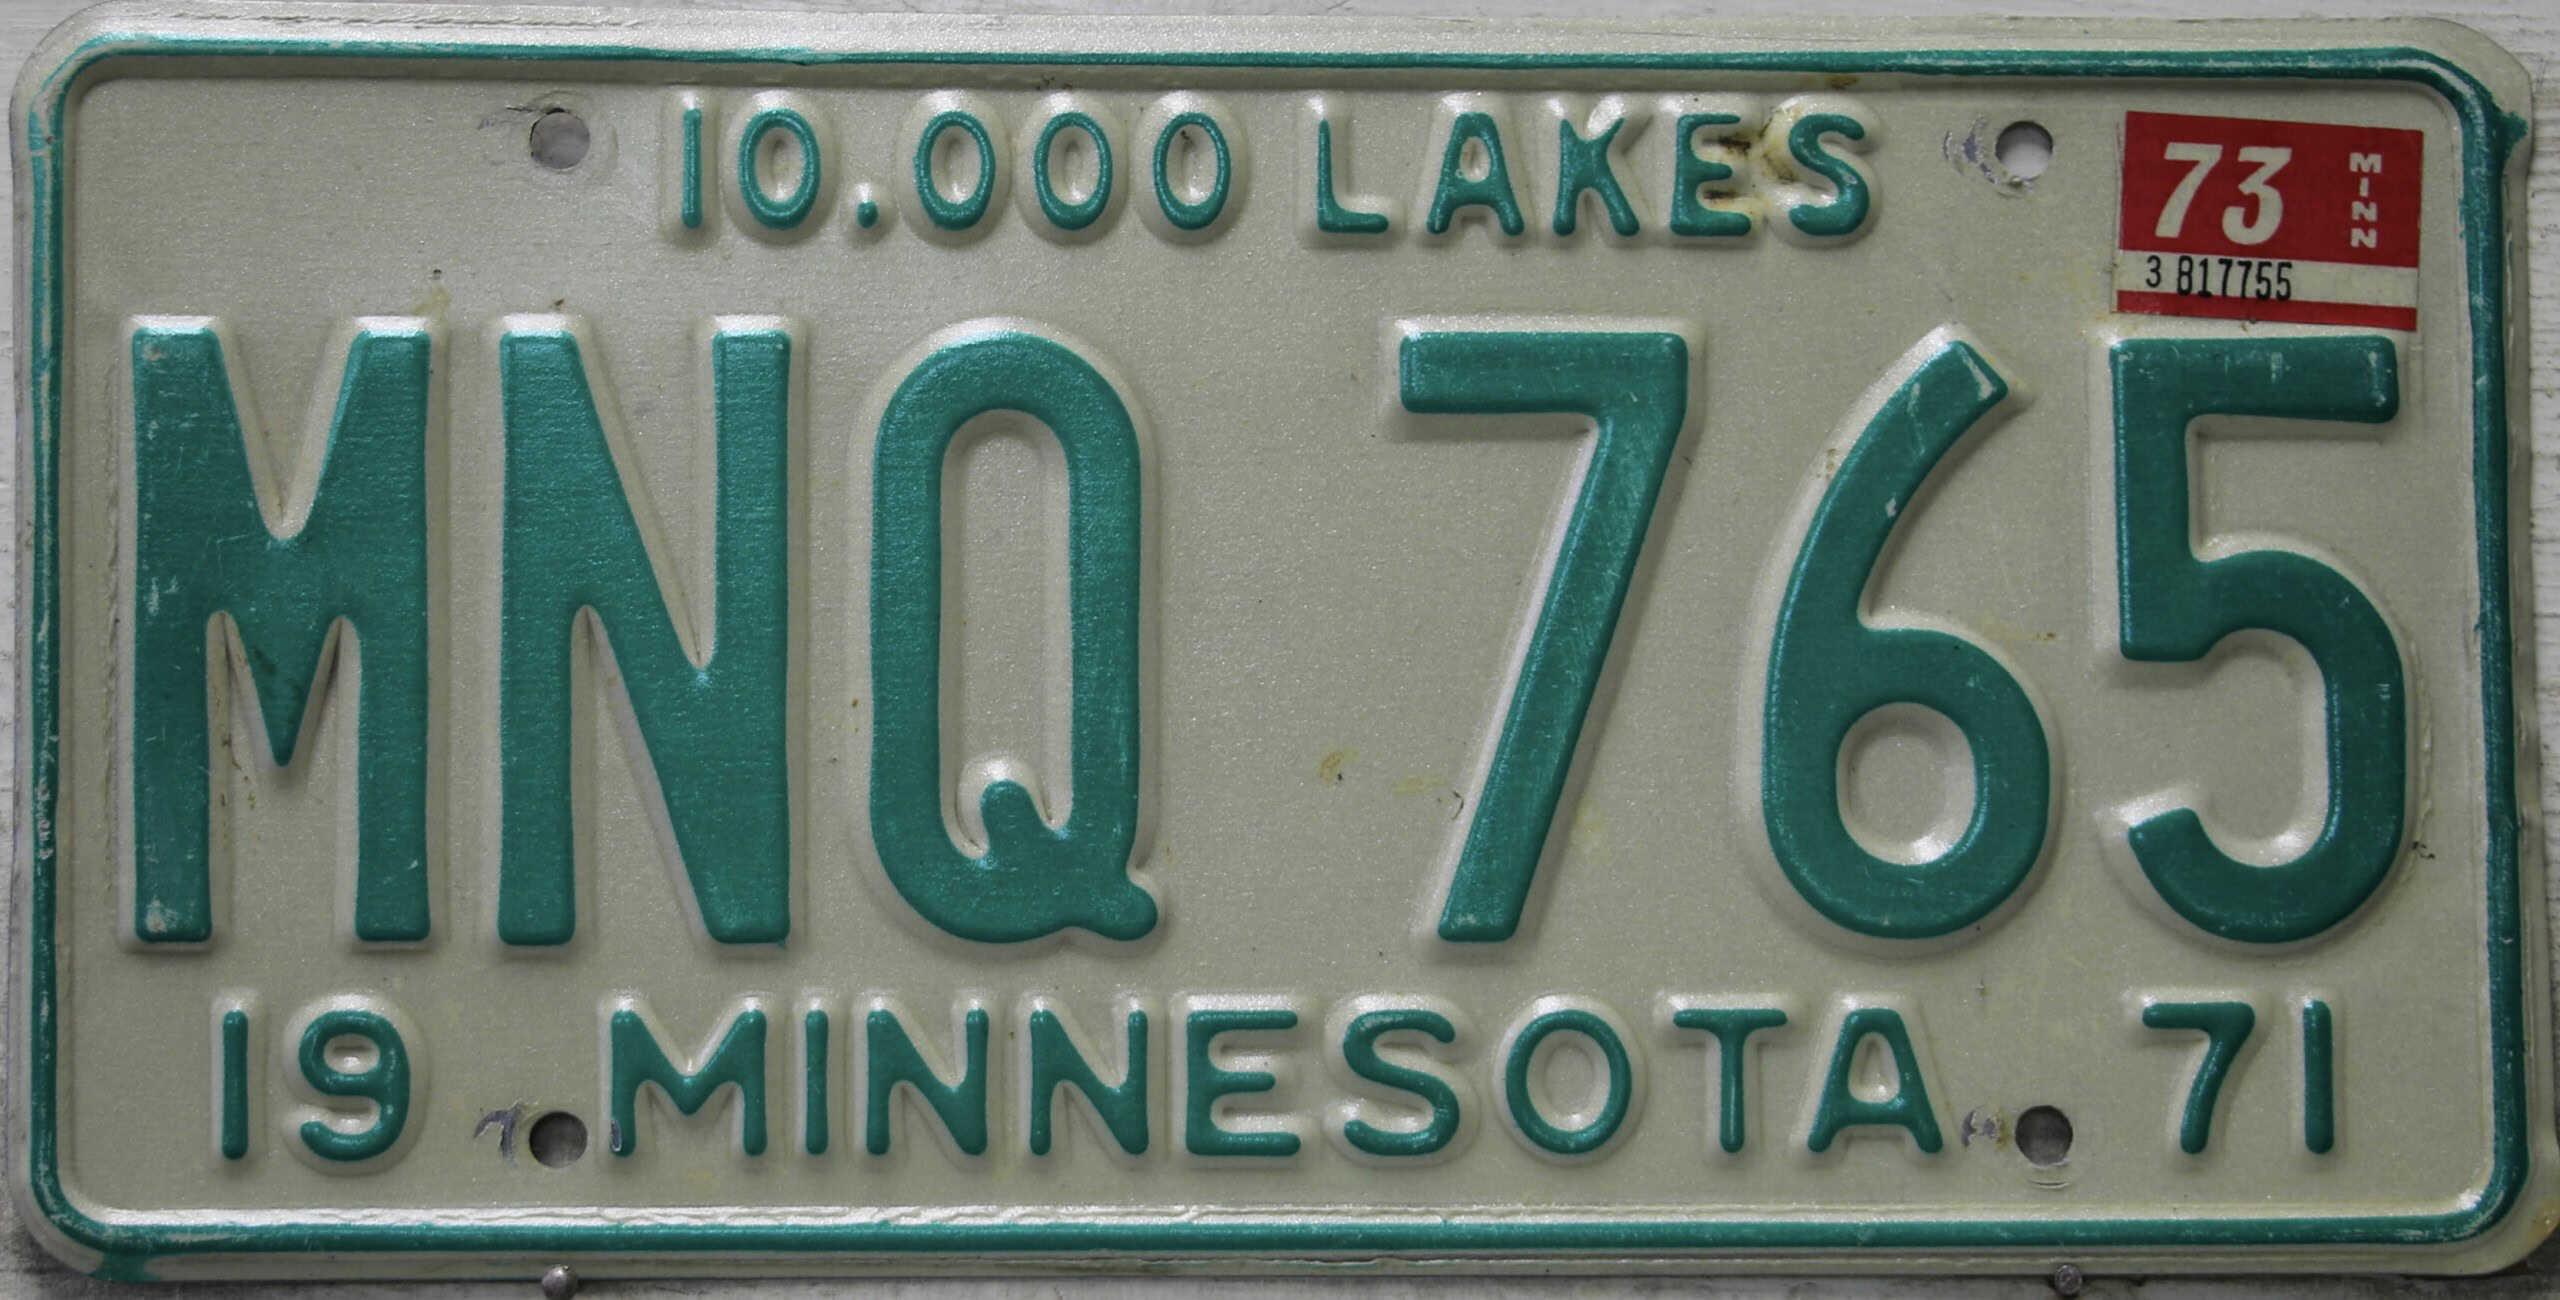 10.000 LAKES
73 MINN
3 817755
MNQ 765
19 MINNESOTA 71